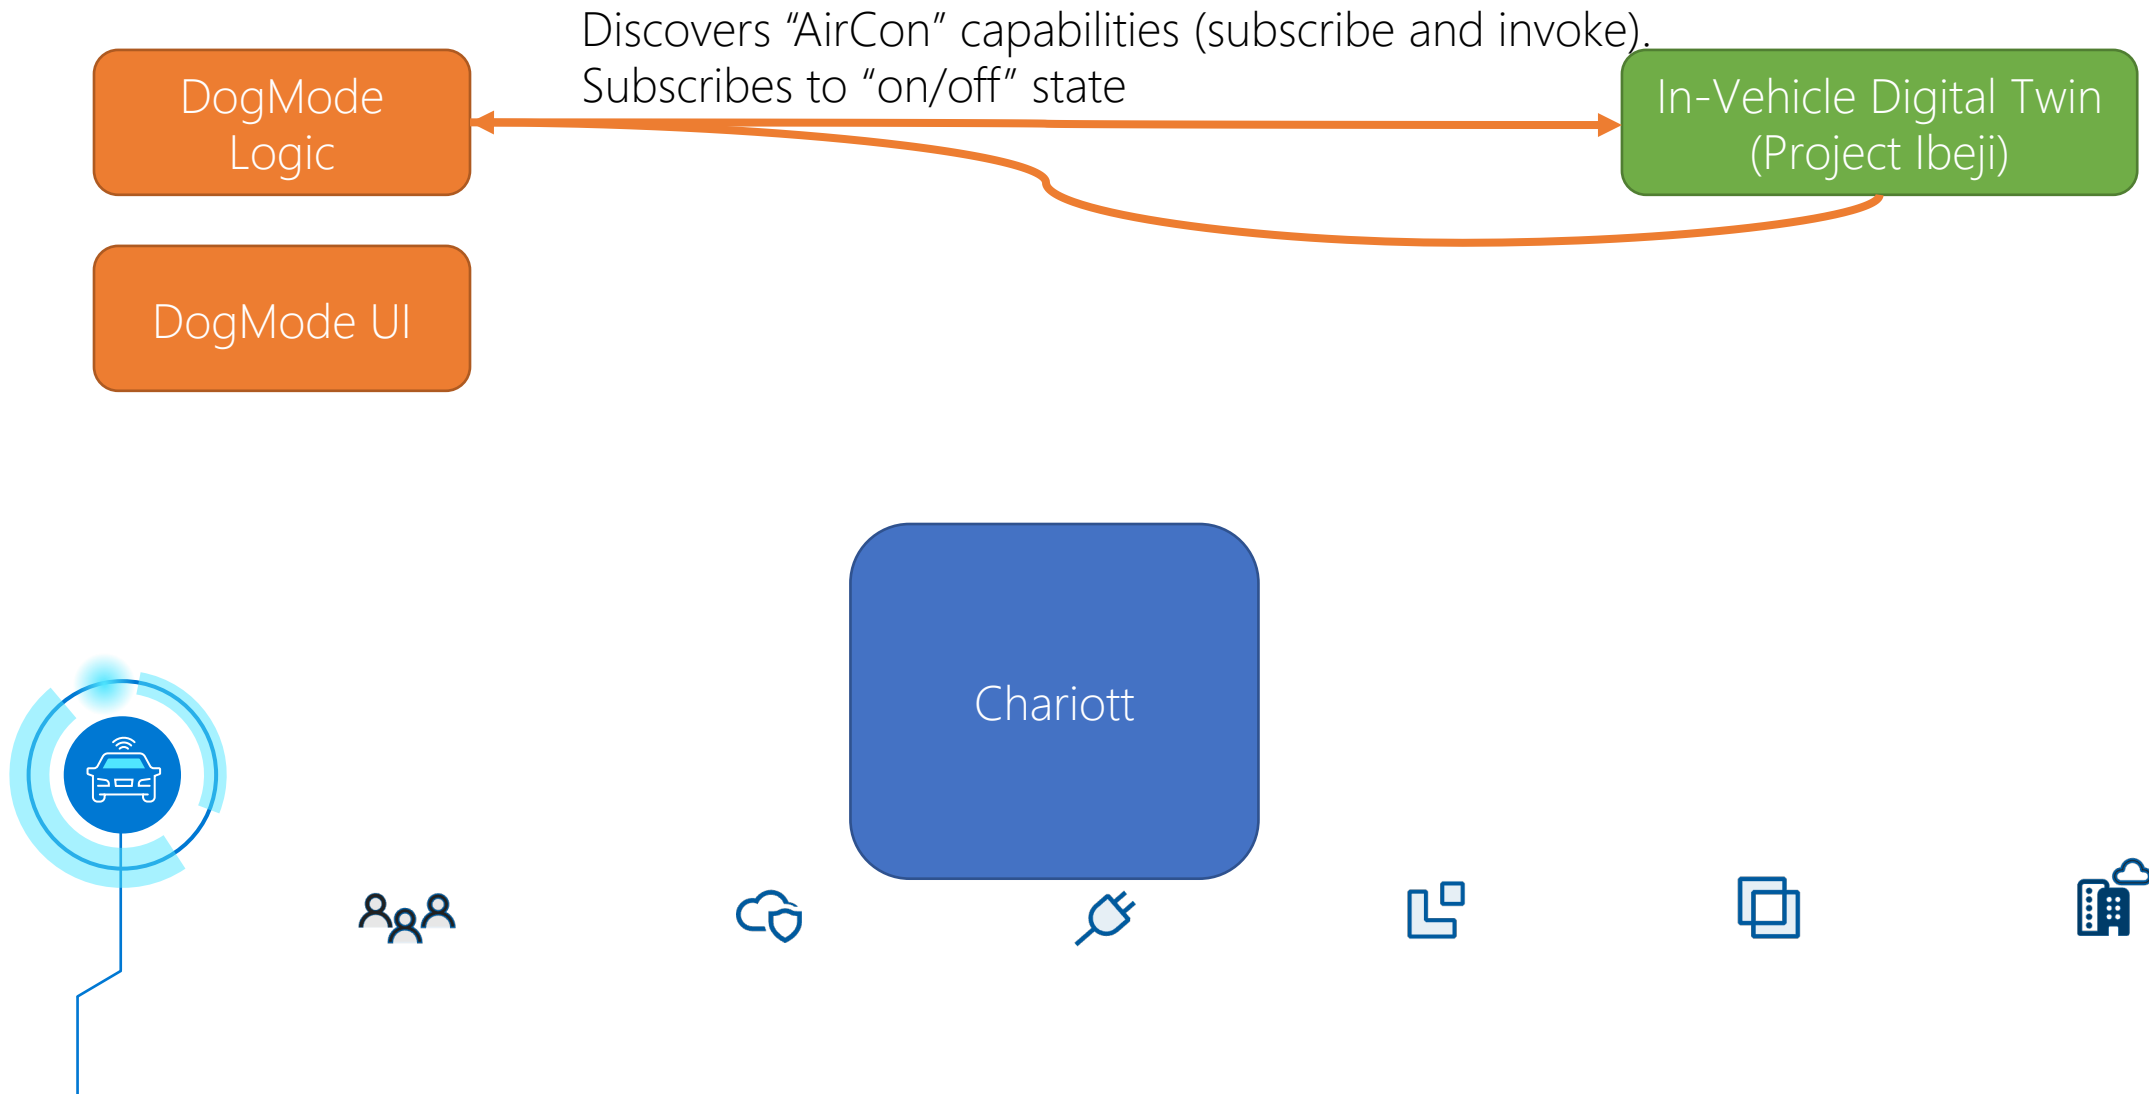 Discovers “AirCon” capabilities (subscribe and invoke).
Subscribes to “on/off” state
DogMode
Logic
In-Vehicle Digital Twin
(Project Ibeji)
DogMode UI
Chariott